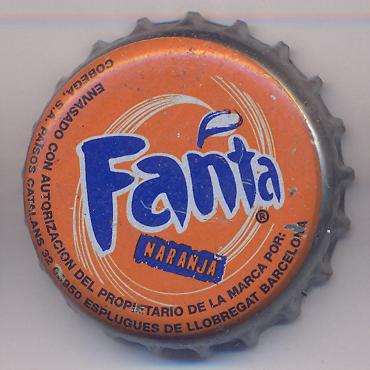 Fanta
®
NARANJA
ENVASADO CON AUTORIZACION DEL PROPIETARIO DE LA MARCA POR:
COBEGA, S.A. PAISOS CATALANS 32, 08950 ESPLUGUES DE LLOBREGAT BARCELONA